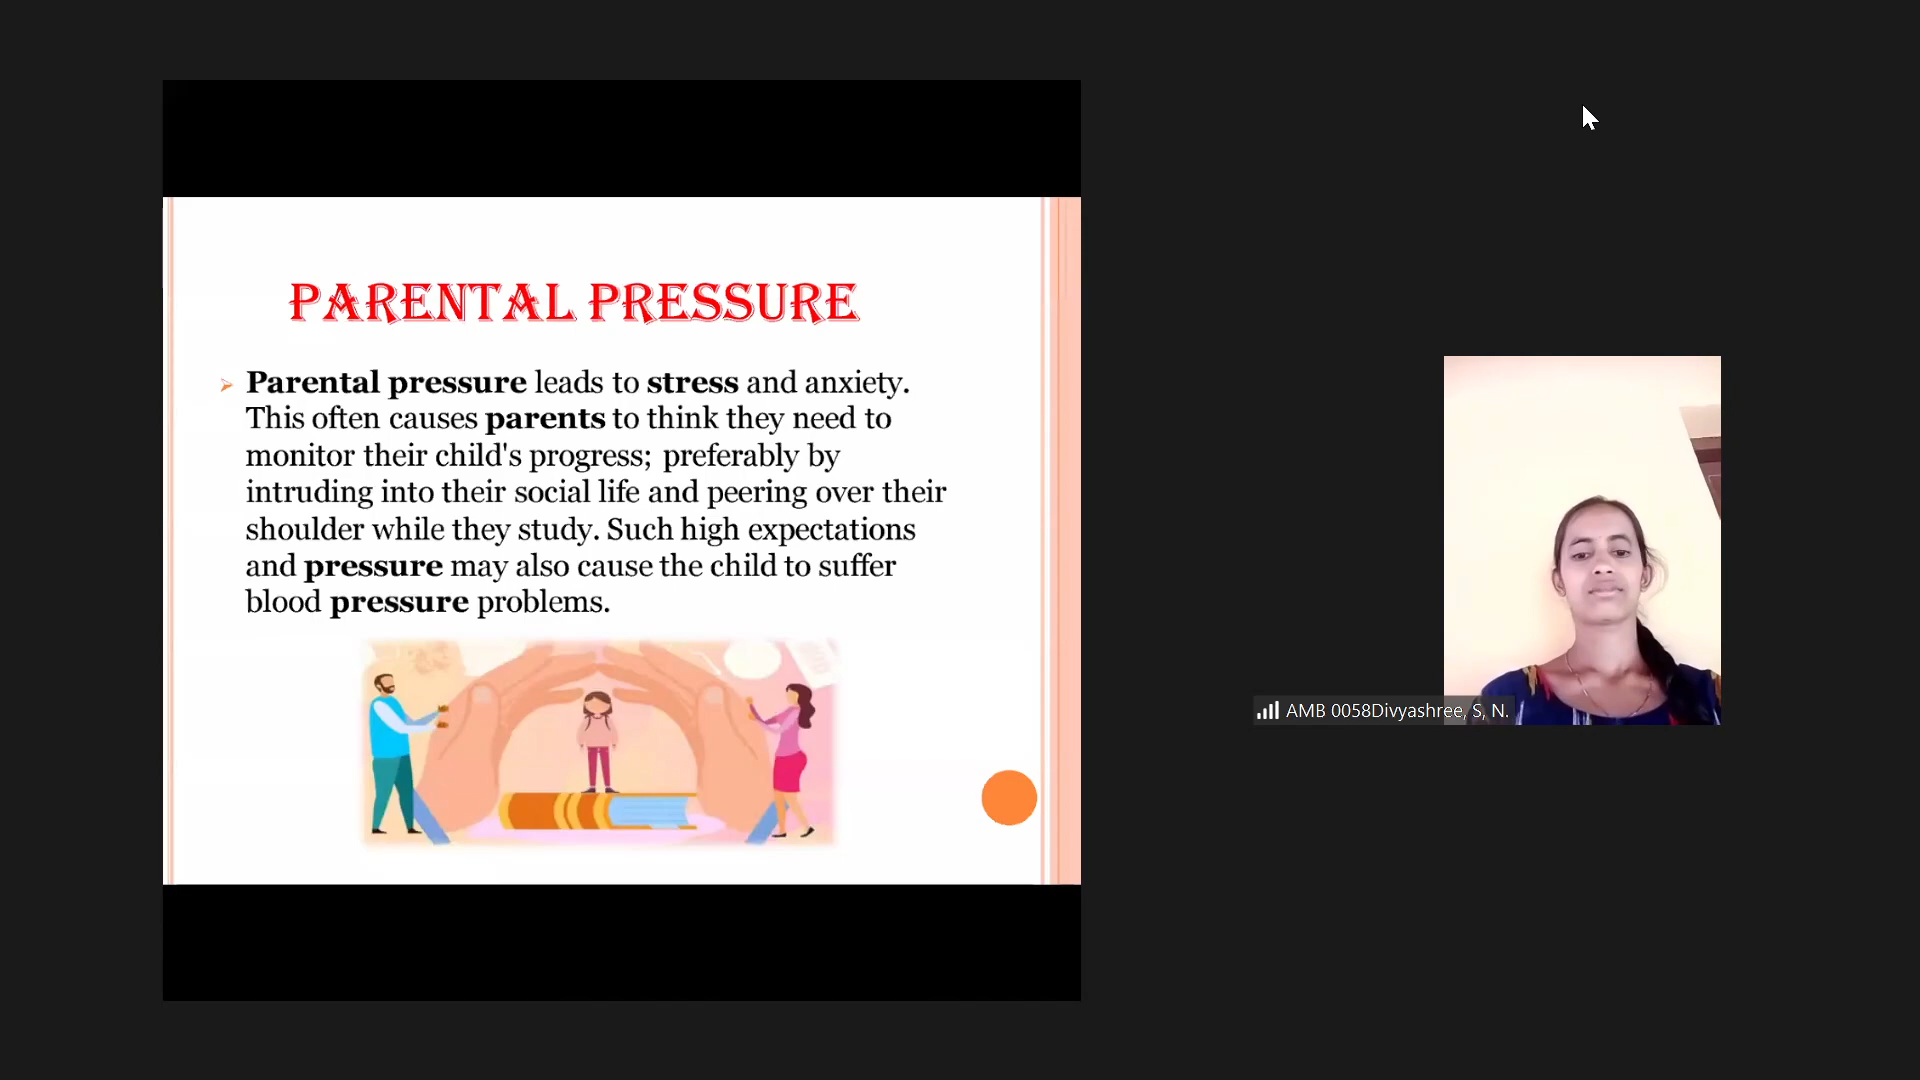 PARENTAL PRESSURE
Parental pressure leads to stress and anxiety.
This often causes parents to think they need to
monitor their child's progress; preferably by
intruding into their social life and peering over their
shoulder while they study. Such high expectations
and pressure may also cause the child to suffer
blood pressure problems.
AMB 0058Divyashree, S, N.